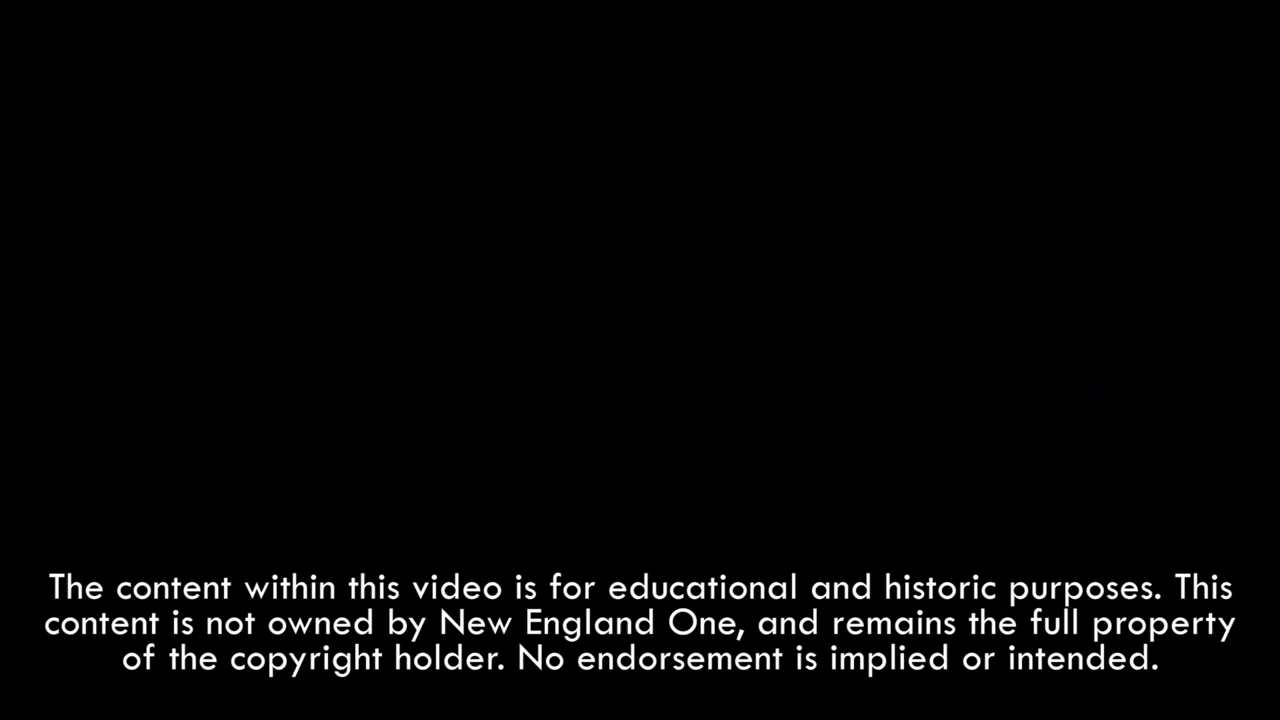 The content within this video is for educational and historic purposes. This
content is not owned by New England One, and remains the full property
of the copyright holder. No endorsement is implied or intended.